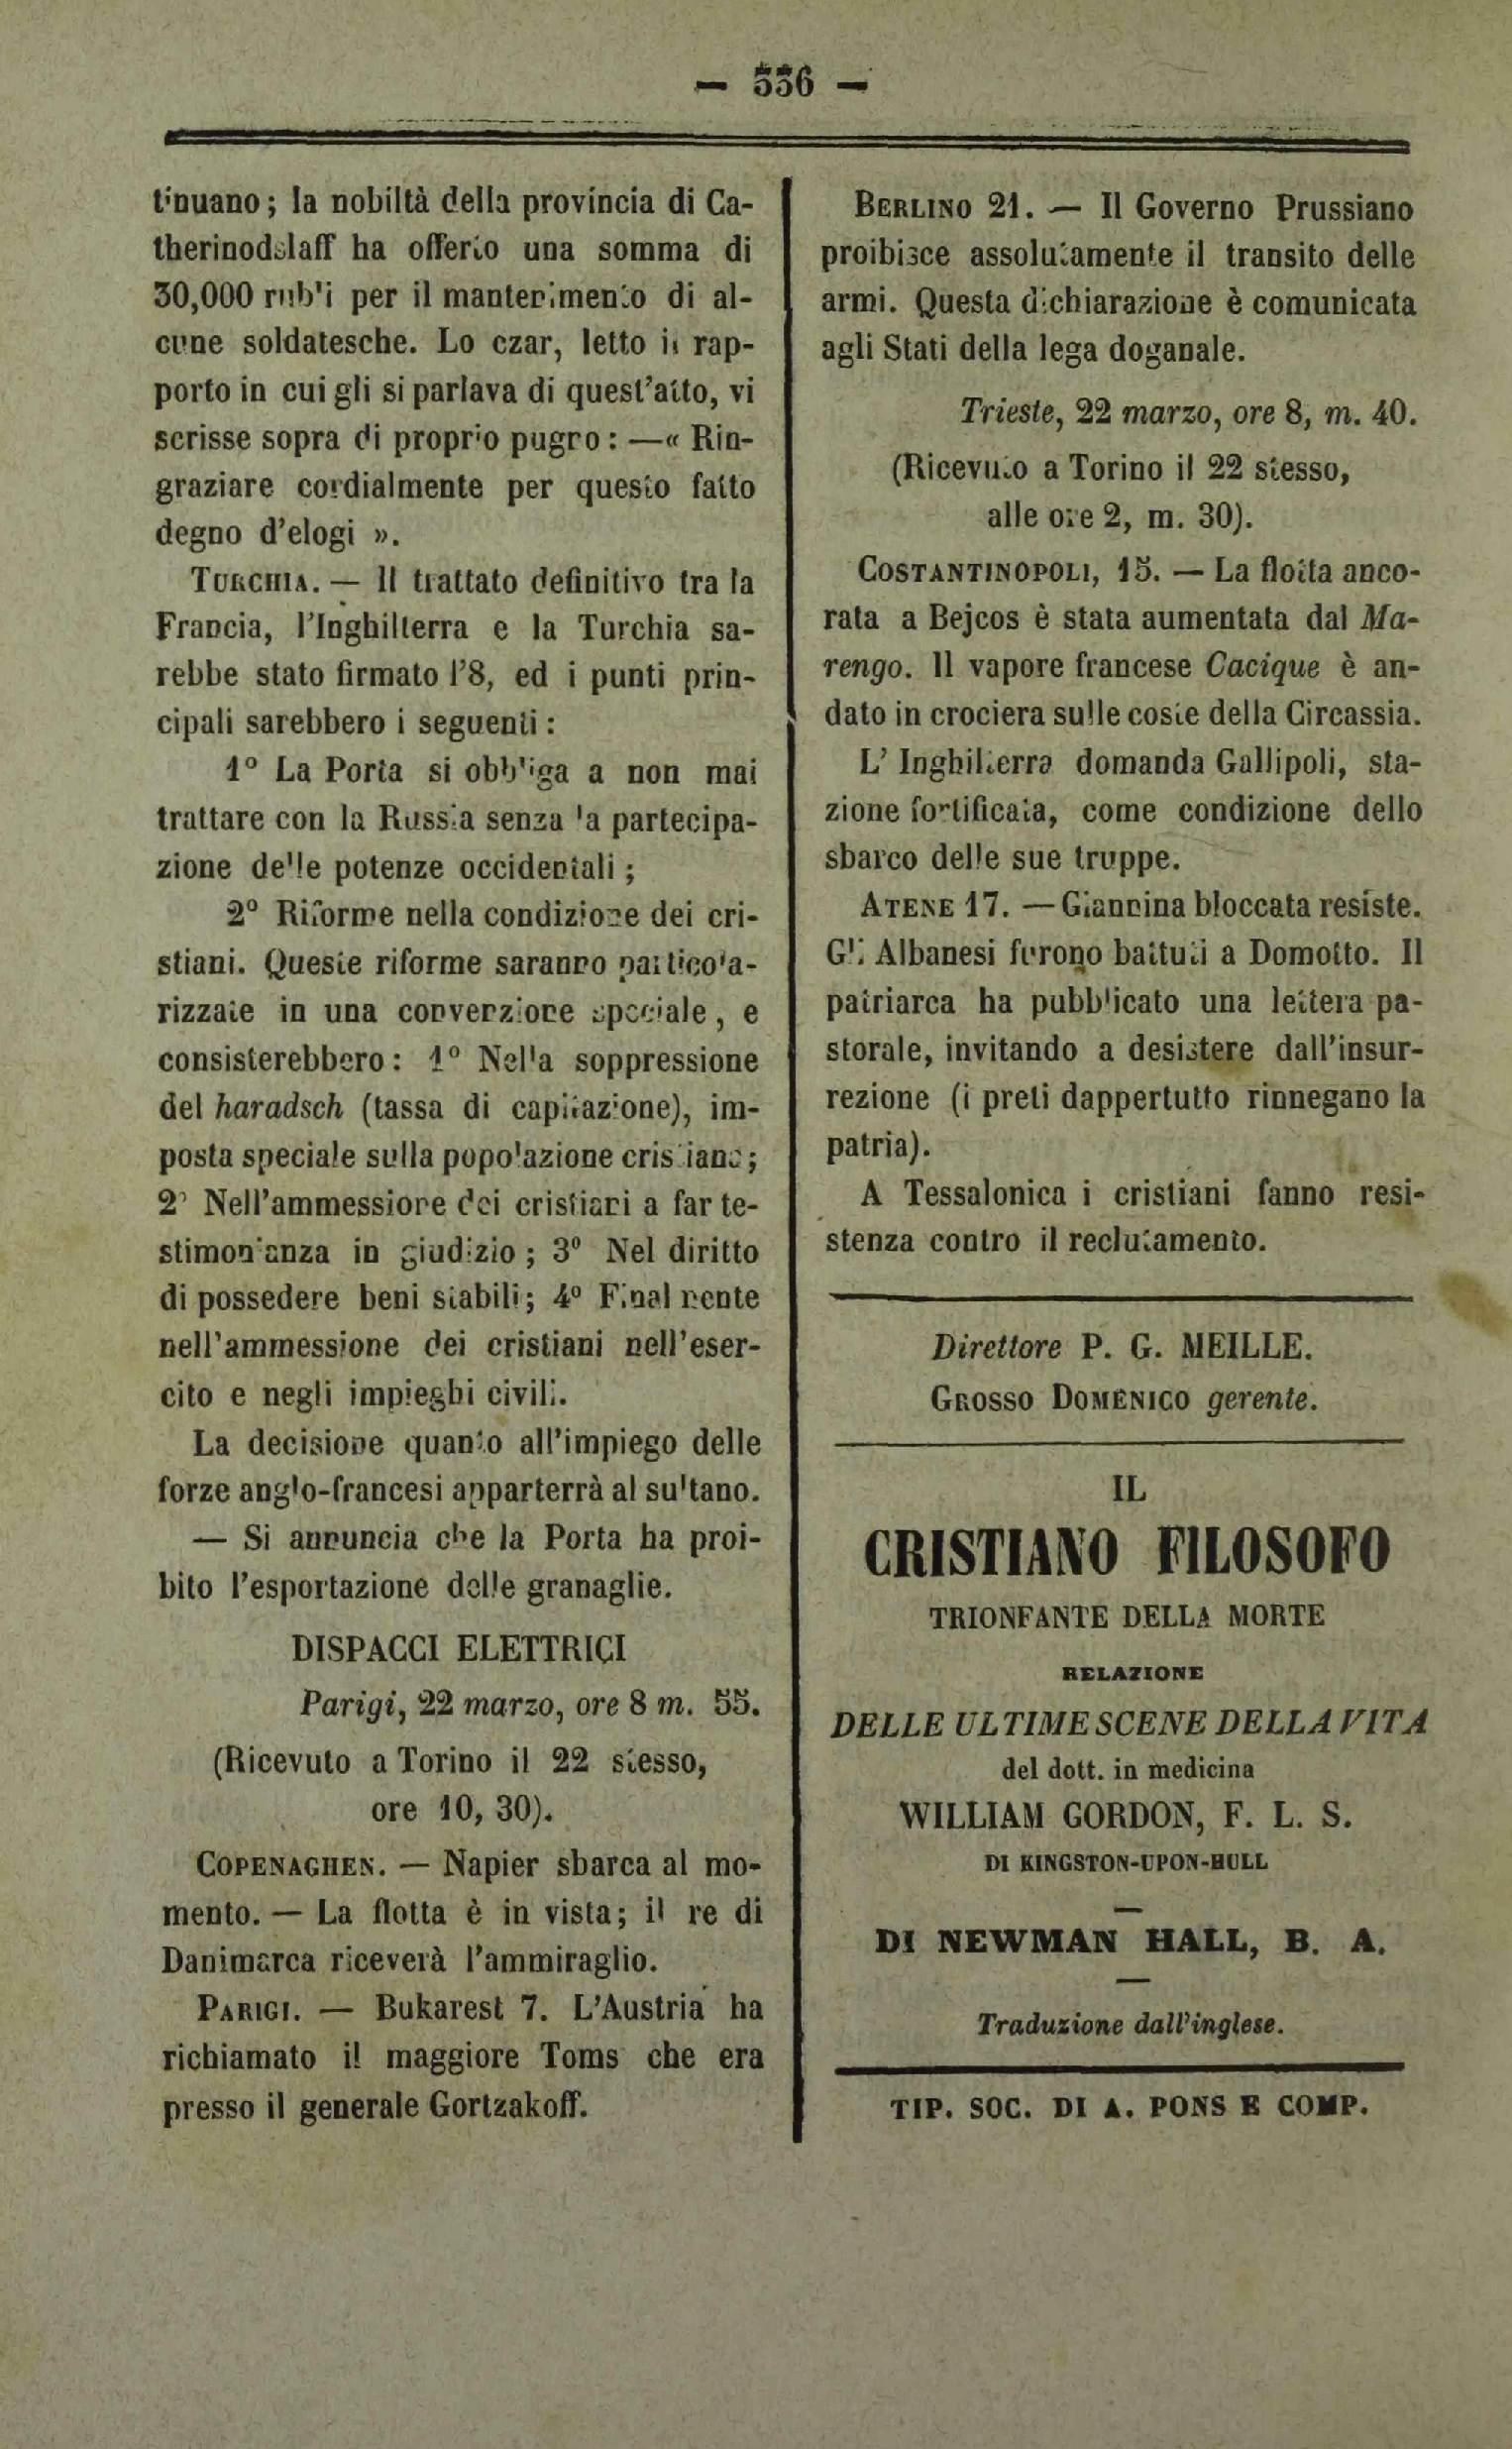 — 336 —
tinuano; la nobiltà della provincia di Ca-
therinodslaff ha offerto una somma di
30,000 rubli per il mantenimento di al-
cune soldatesche. Lo czar, letto il rap-
porto in cui gli si parlava di quest'atto, vi
scrisse sopra di proprio pugno : —« Rin-
graziare cordialmente per questo fatto
degno d'elogi ».
TURCHIA. — Il trattato definitivo tra la
Francia, l'Inghilterra e la Turchia sa-
rebbe stato firmato l'8, ed i punti prin-
cipali sarebbero i seguenti :
1º La Porta si obbliga a non mai
trattare con la Russia senza la partecipa-
zione delle potenze occidentali ;
2º Riforme nella condizione dei cri-
stiani. Queste riforme saranno particola-
rizzate in una convenzione speciale, e
consisterebbero : 1º Nella soppressione
del haradsch (tassa di capitazione), im-
posta speciale sulla popolazione cristiana;
2º Nell'ammessione dei cristiani a far te-
stimonianza in giudizio ; 3º Nel diritto
di possedere beni stabili; 4º Finalmente
nell'ammessione dei cristiani nell'eser-
cito e negli impieghi civili.
La decisione quanto all'impiego delle
forze anglo-francesi apparterrà al sultano.
— Si annuncia che la Porta ha proi-
bito l'esportazione delle granaglie.
DISPACCI ELETTRICI
Parigi, 22 marzo, ore 8 m. 55.
(Ricevuto a Torino il 22 stesso,
ore 10, 30).
COPENAGHEN. — Napier sbarca al mo-
mento. — La flotta è in vista; il re di
Danimarca riceverà l'ammiraglio.
PARIGI. — Bukarest 7. L'Austria ha
richiamato il maggiore Toms che era
presso il generale Gortzakoff.
BERLINO 21. — Il Governo Prussiano
proibisce assolutamente il transito delle
armi. Questa dichiarazione è comunicata
agli Stati della lega doganale.
Trieste, 22 marzo, ore 8, m. 40.
(Ricevuto a Torino il 22 stesso,
alle ore 2, m. 30).
COSTANTINOPOLI, 15. — La flotta anco-
rata a Bejcos è stata aumentata dal Ma-
rengo. Il vapore francese Cacique è an-
dato in crociera sulle coste della Circassia.
L' Inghilterra domanda Gallipoli, sta-
zione fortificata, come condizione dello
sbarco delle sue truppe.
ATENE 17. — Giannina bloccata resiste.
Gli Albanesi furono battuti a Domotto. Il
patriarca ha pubblicato una lettera pa-
storale, invitando a desistere dall'insur-
rezione (i preti dappertutto rinnegano la
patria).
A Tessalonica i cristiani fanno resi-
stenza contro il reclutamento.
Direttore P. G. MEILLE.
GROSSO DOMENICO gerente.
IL
CRISTIANO FILOSOFO
TRIONFANTE DELLA MORTE
RELAZIONE
DELLE ULTIME SCENE DELLA VITA
del dott. in medicina
WILLIAM GORDON, F. L. S.
DI KINGSTON-UPON-HULL
—
DI NEWMAN HALL, B. A.
—
Traduzione dall'inglese.
TIP. SOC. DI A. PONS E COMP.